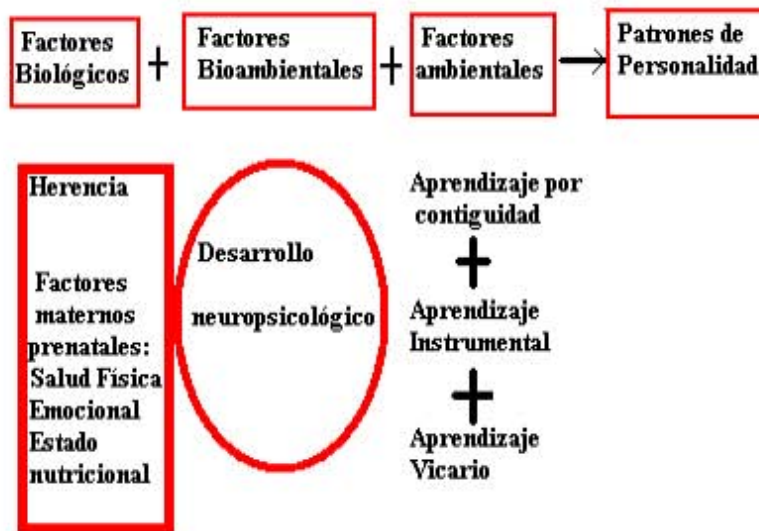 Factores
Biológicos
+
Factores
Bioambientales
+
Factores
ambientales
Patrones de
Personalidad
Herencia
Factores
maternos
prenatales:
Salud Física
Emocional
Estado
nutricional
Desarrollo
neuropsicológico
Aprendizaje por
contiguidad
+
Aprendizaje
Instrumental
+
Aprendizaje
Vicario